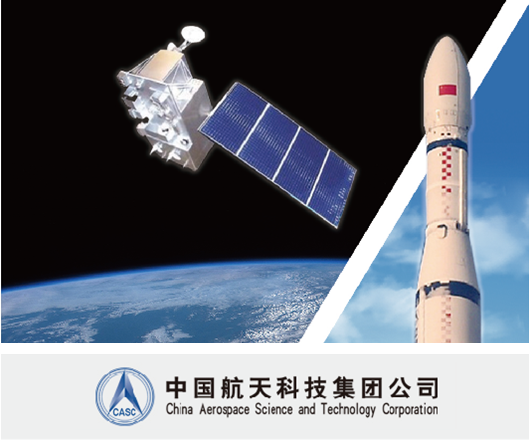 CASC
中国航天科技集团公司
China Aerospace Science and Technology Corporation